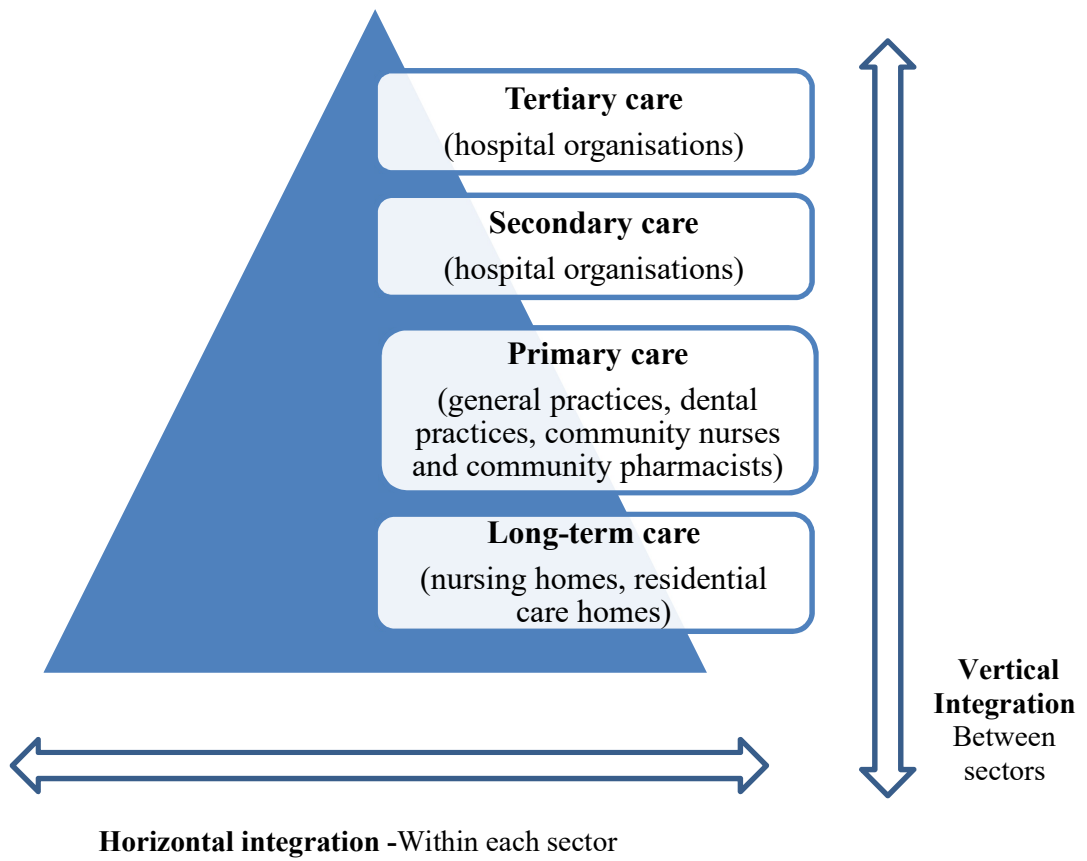 Tertiary care
(hospital organisations)
Secondary care
(hospital organisations)
Primary care
(general practices, dental
practices, community nurses
and community pharmacists)
Long-term care
(nursing homes, residential
care homes)
Vertical
Integration
Between
sectors
Horizontal integration -Within each sector